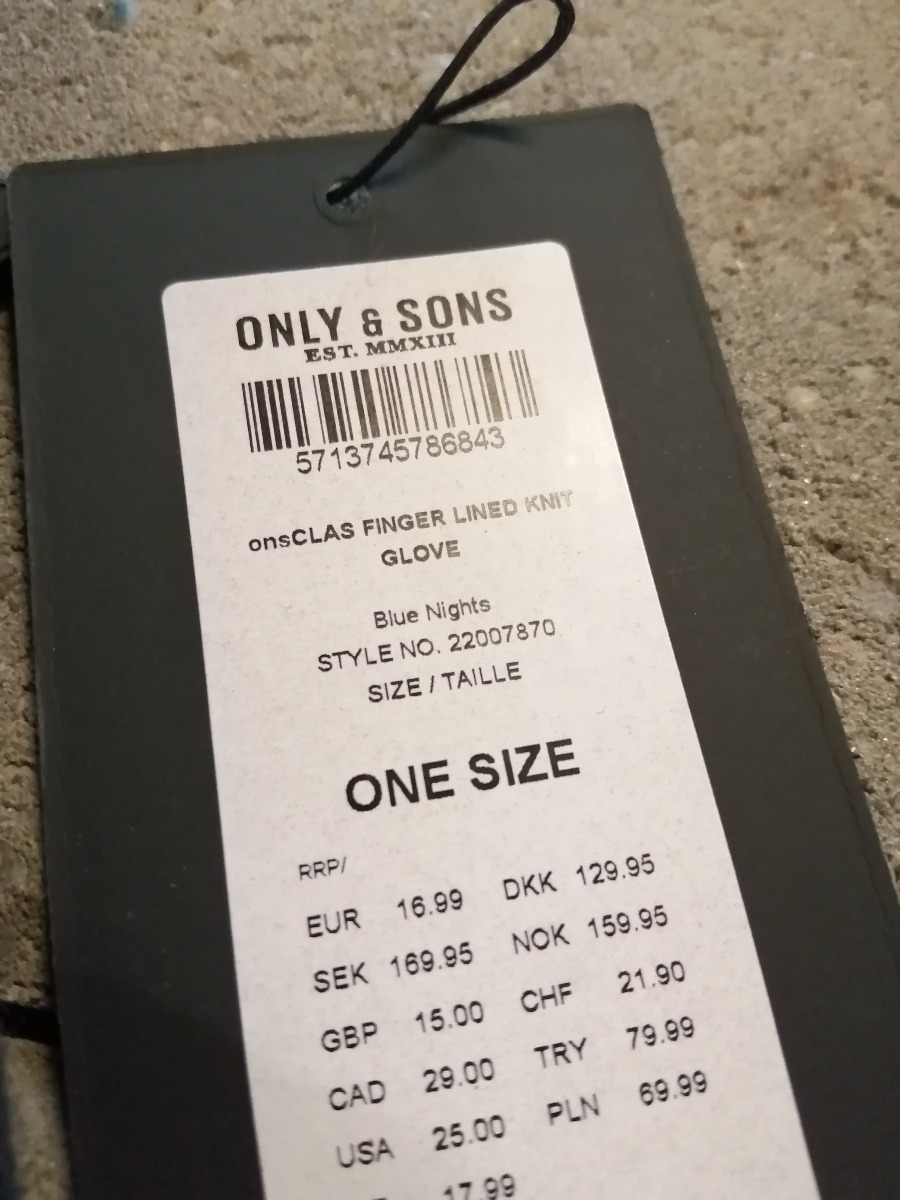 ONLY & SONS
EST. MMXIII
5713745786843
onsCLAS FINGER LINED KNIT
GLOVE
Blue Nights
STYLE NO. 22007870
SIZE / TAILLE
ONE SIZE
RRP/
EUR 16.99 DKK 129.95
SEK 169.95 NOK 159.95
GBP 15.00 CHF 21.90
CAD 29.00 TRY 79.99
USA 25.00 PLN 69.99
17.99